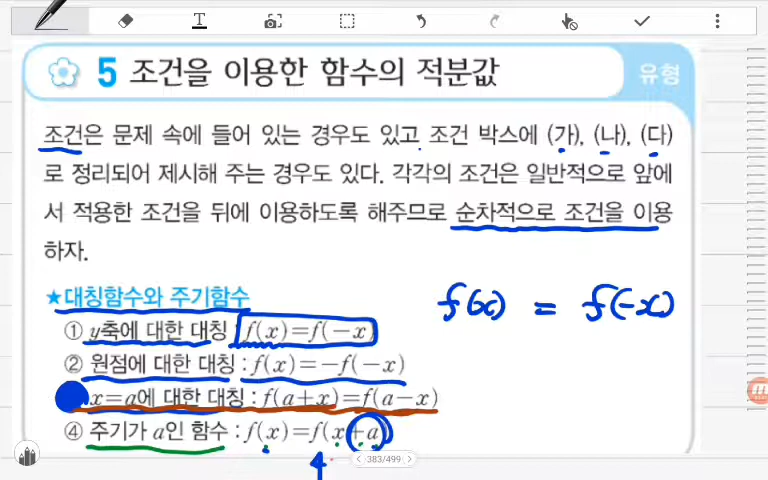 5 조건을 이용한 함수의 적분값 유형
조건은 문제 속에 들어 있는 경우도 있고 조건 박스에 (가), (나), (다)
로 정리되어 제시해 주는 경우도 있다. 각각의 조건은 일반적으로 앞에
서 적용한 조건을 뒤에 이용하도록 해주므로 순차적으로 조건을 이용
하자.
★대칭함수와 주기함수
f(x) = f(-x)
① y축에 대한 대칭 f(x)=f(-x)
② 원점에 대한 대칭 : f(x)=-f(-x)
x=a에 대한 대칭 : f(a+x)=f(a-x)
④ 주기가 a인 함수 : f(x)=f(x+a)
383/499